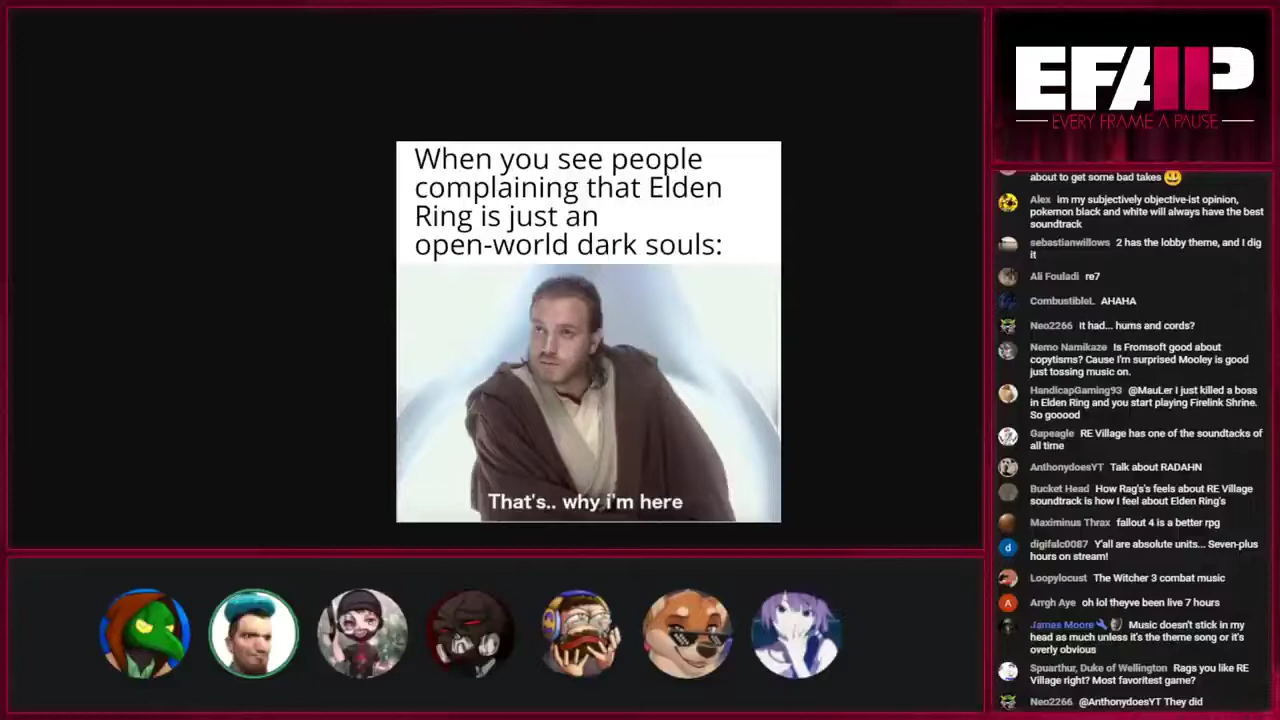 When you see people
complaining that Elden
Ring is just an
open-world dark souls:
That's.. why i'm here
EFAP
EVERY FRAME A PAUSE
about to get some bad takes
Alex im my subjectively objective-ist opinion,
pokemon black and white will always have the best
soundtrack
sebastianwillows 2 has the lobby theme, and I dig
it
Ali Fouladi re7
CombustibleL AHAHA
Neo2266 It had... hums and cords?
Nemo Namikaze Is Fromsoft good about
copytisms? Cause I'm surprised Mooley is good
just tossing music on.
HandicapGaming93 @MauLer I just killed a boss
in Elden Ring and you start playing Firelink Shrine.
So gooood
Gapeagle RE Village has one of the soundtacks of
all time
AnthonydoesYT Talk about RADAHN
Bucket Head How Rag's's feels about RE Village
soundtrack is how I feel about Elden Ring's
Maximinus Thrax fallout 4 is a better rpg
d
digifalc0087 Y'all are absolute units... Seven-plus
hours on stream!
Loopylocust The Witcher 3 combat music
A
Arrgh Aye oh lol theyve been live 7 hours
James Moore Music doesn't stick in my
head as much unless it's the theme song or it's
overly obvious
Spuarthur, Duke of Wellington Rags you like RE
Village right? Most favoritest game?
Neo2266 @AnthonydoesYT They did